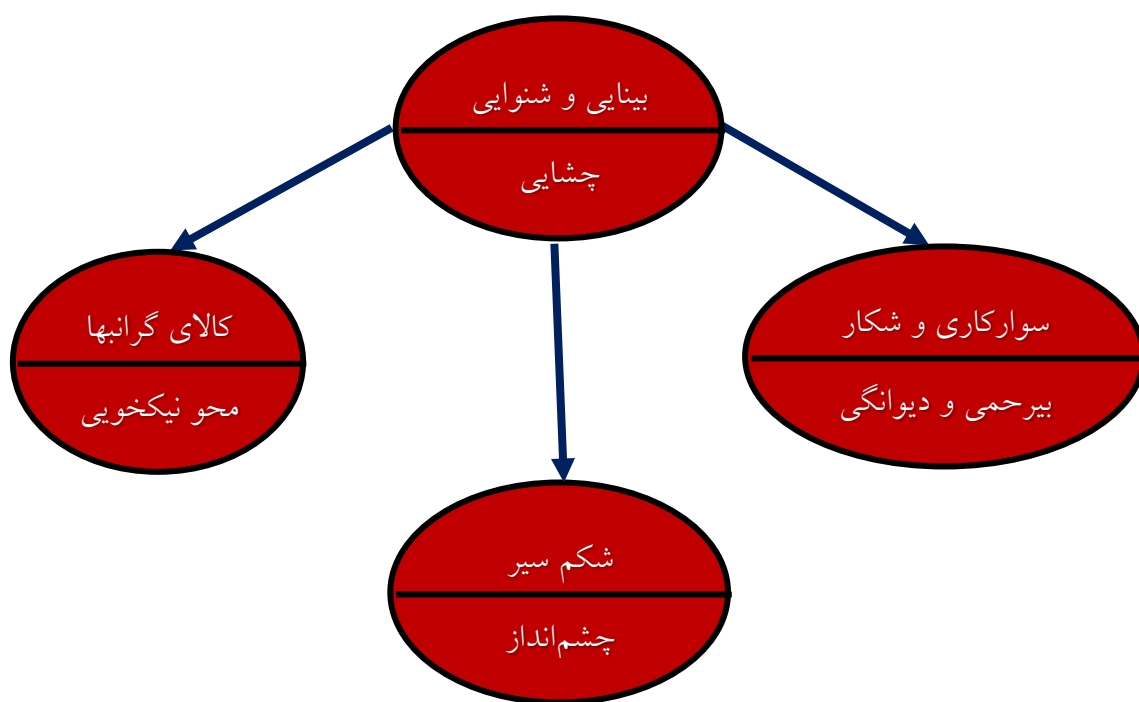 بینایی و شنوایی
چشایی
سوارکاری و شکار
بیرحمی و دیوانگی
کالای گرانبها
محو نیکخویی
شکم سیر
چشم‌انداز